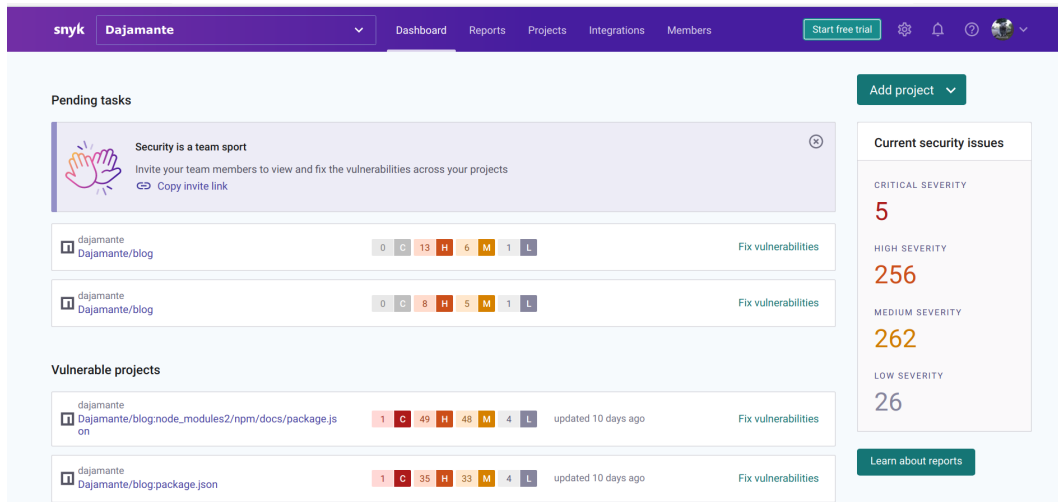 snyk Dajamante Dashboard Reports Projects Integrations Members Start free trial
Add project
Pending tasks
Security is a team sport
Invite your team members to view and fix the vulnerabilities across your projects
Copy invite link
dajamante
Dajamante/blog
0 C 13 H 6 M 1 L Fix vulnerabilities
dajamante
Dajamante/blog
0 C 8 H 5 M 1 L Fix vulnerabilities
Vulnerable projects
dajamante
Dajamante/blog:node_modules2/npm/docs/package.js
on
1 C 49 H 48 M 4 L updated 10 days ago Fix vulnerabilities
dajamante
Dajamante/blog:package.json
1 C 35 H 33 M 4 L updated 10 days ago Fix vulnerabilities
Current security issues
CRITICAL SEVERITY
5
HIGH SEVERITY
256
MEDIUM SEVERITY
262
LOW SEVERITY
26
Learn about reports